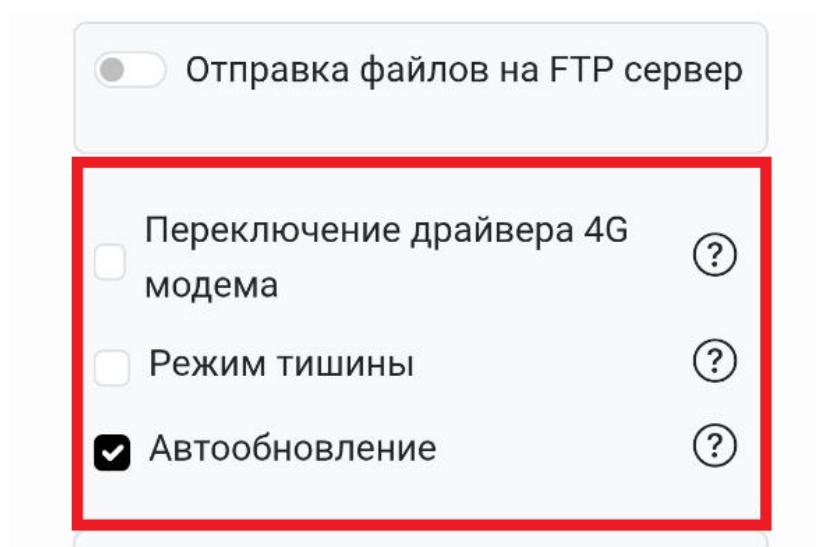 Отправка файлов на FTP сервер
Переключение драйвера 4G
модема
?
Режим тишины
?
Автообновление
?